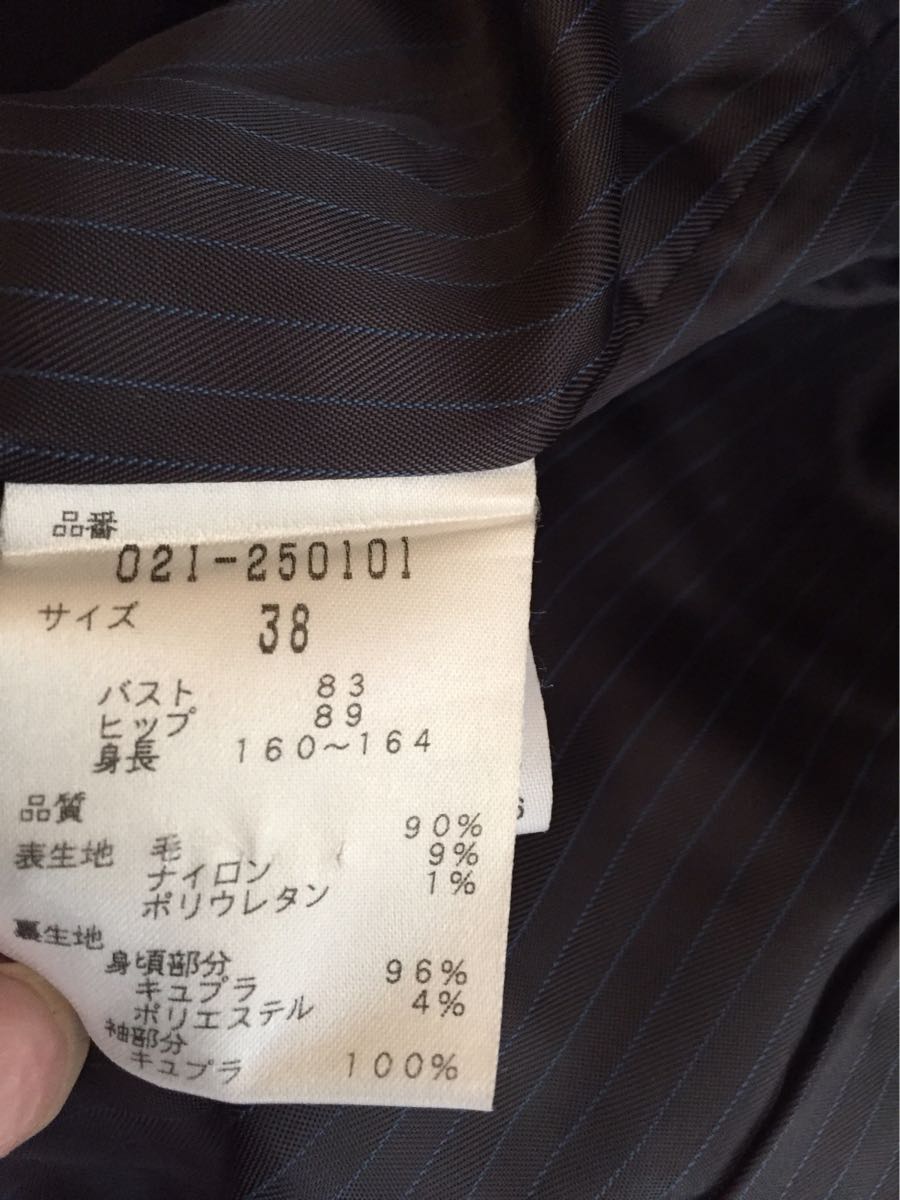 品番
021-250101
サイズ 38
バスト 83
ヒップ 89
身長 160～164
品質
表生地 毛 90%
ナイロン 9%
ポリウレタン 1%
裏生地
身頃部分
キュプラ 96%
ポリエステル 4%
袖部分
キュプラ 100%